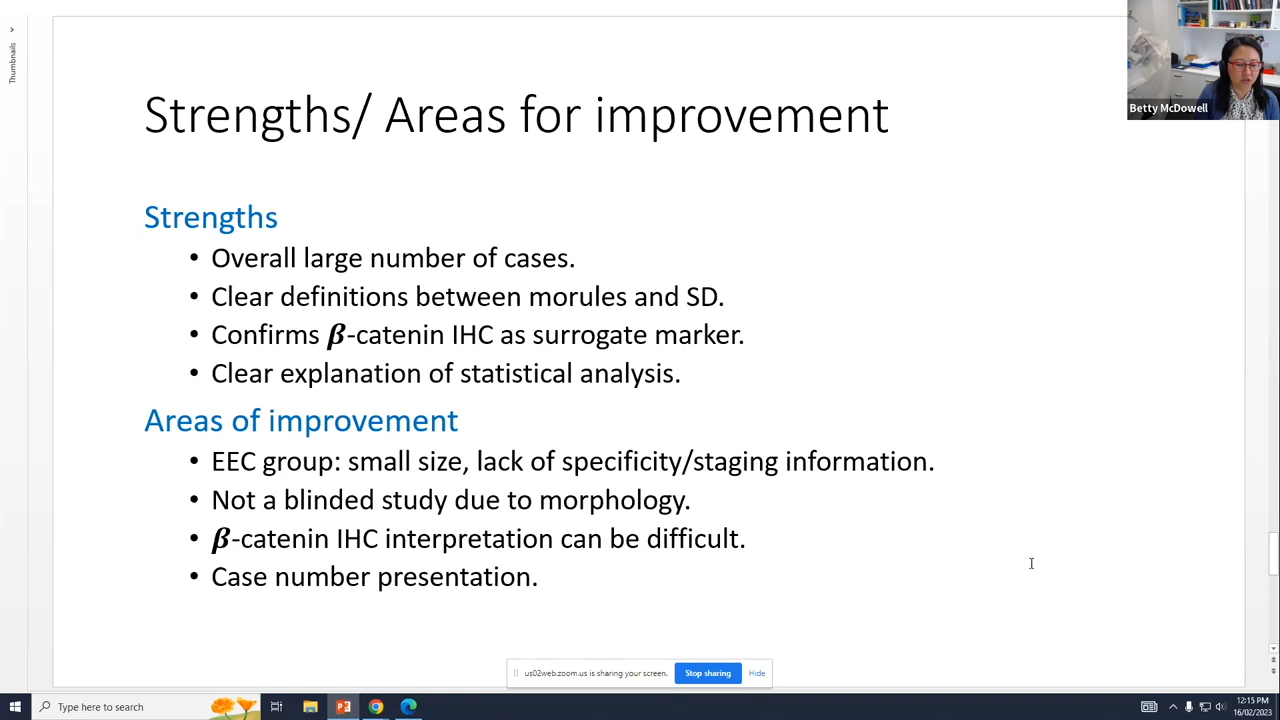 Thumbnails
Betty McDowell
Strengths/ Areas for improvement
Strengths
• Overall large number of cases.
• Clear definitions between morules and SD.
• Confirms β-catenin IHC as surrogate marker.
• Clear explanation of statistical analysis.
Areas of improvement
• EEC group: small size, lack of specificity/staging information.
• Not a blinded study due to morphology.
• β-catenin IHC interpretation can be difficult.
• Case number presentation.
us02web.zoom.us is sharing your screen.
Stop sharing
Hide
Type here to search
12:15 PM
16/02/2023